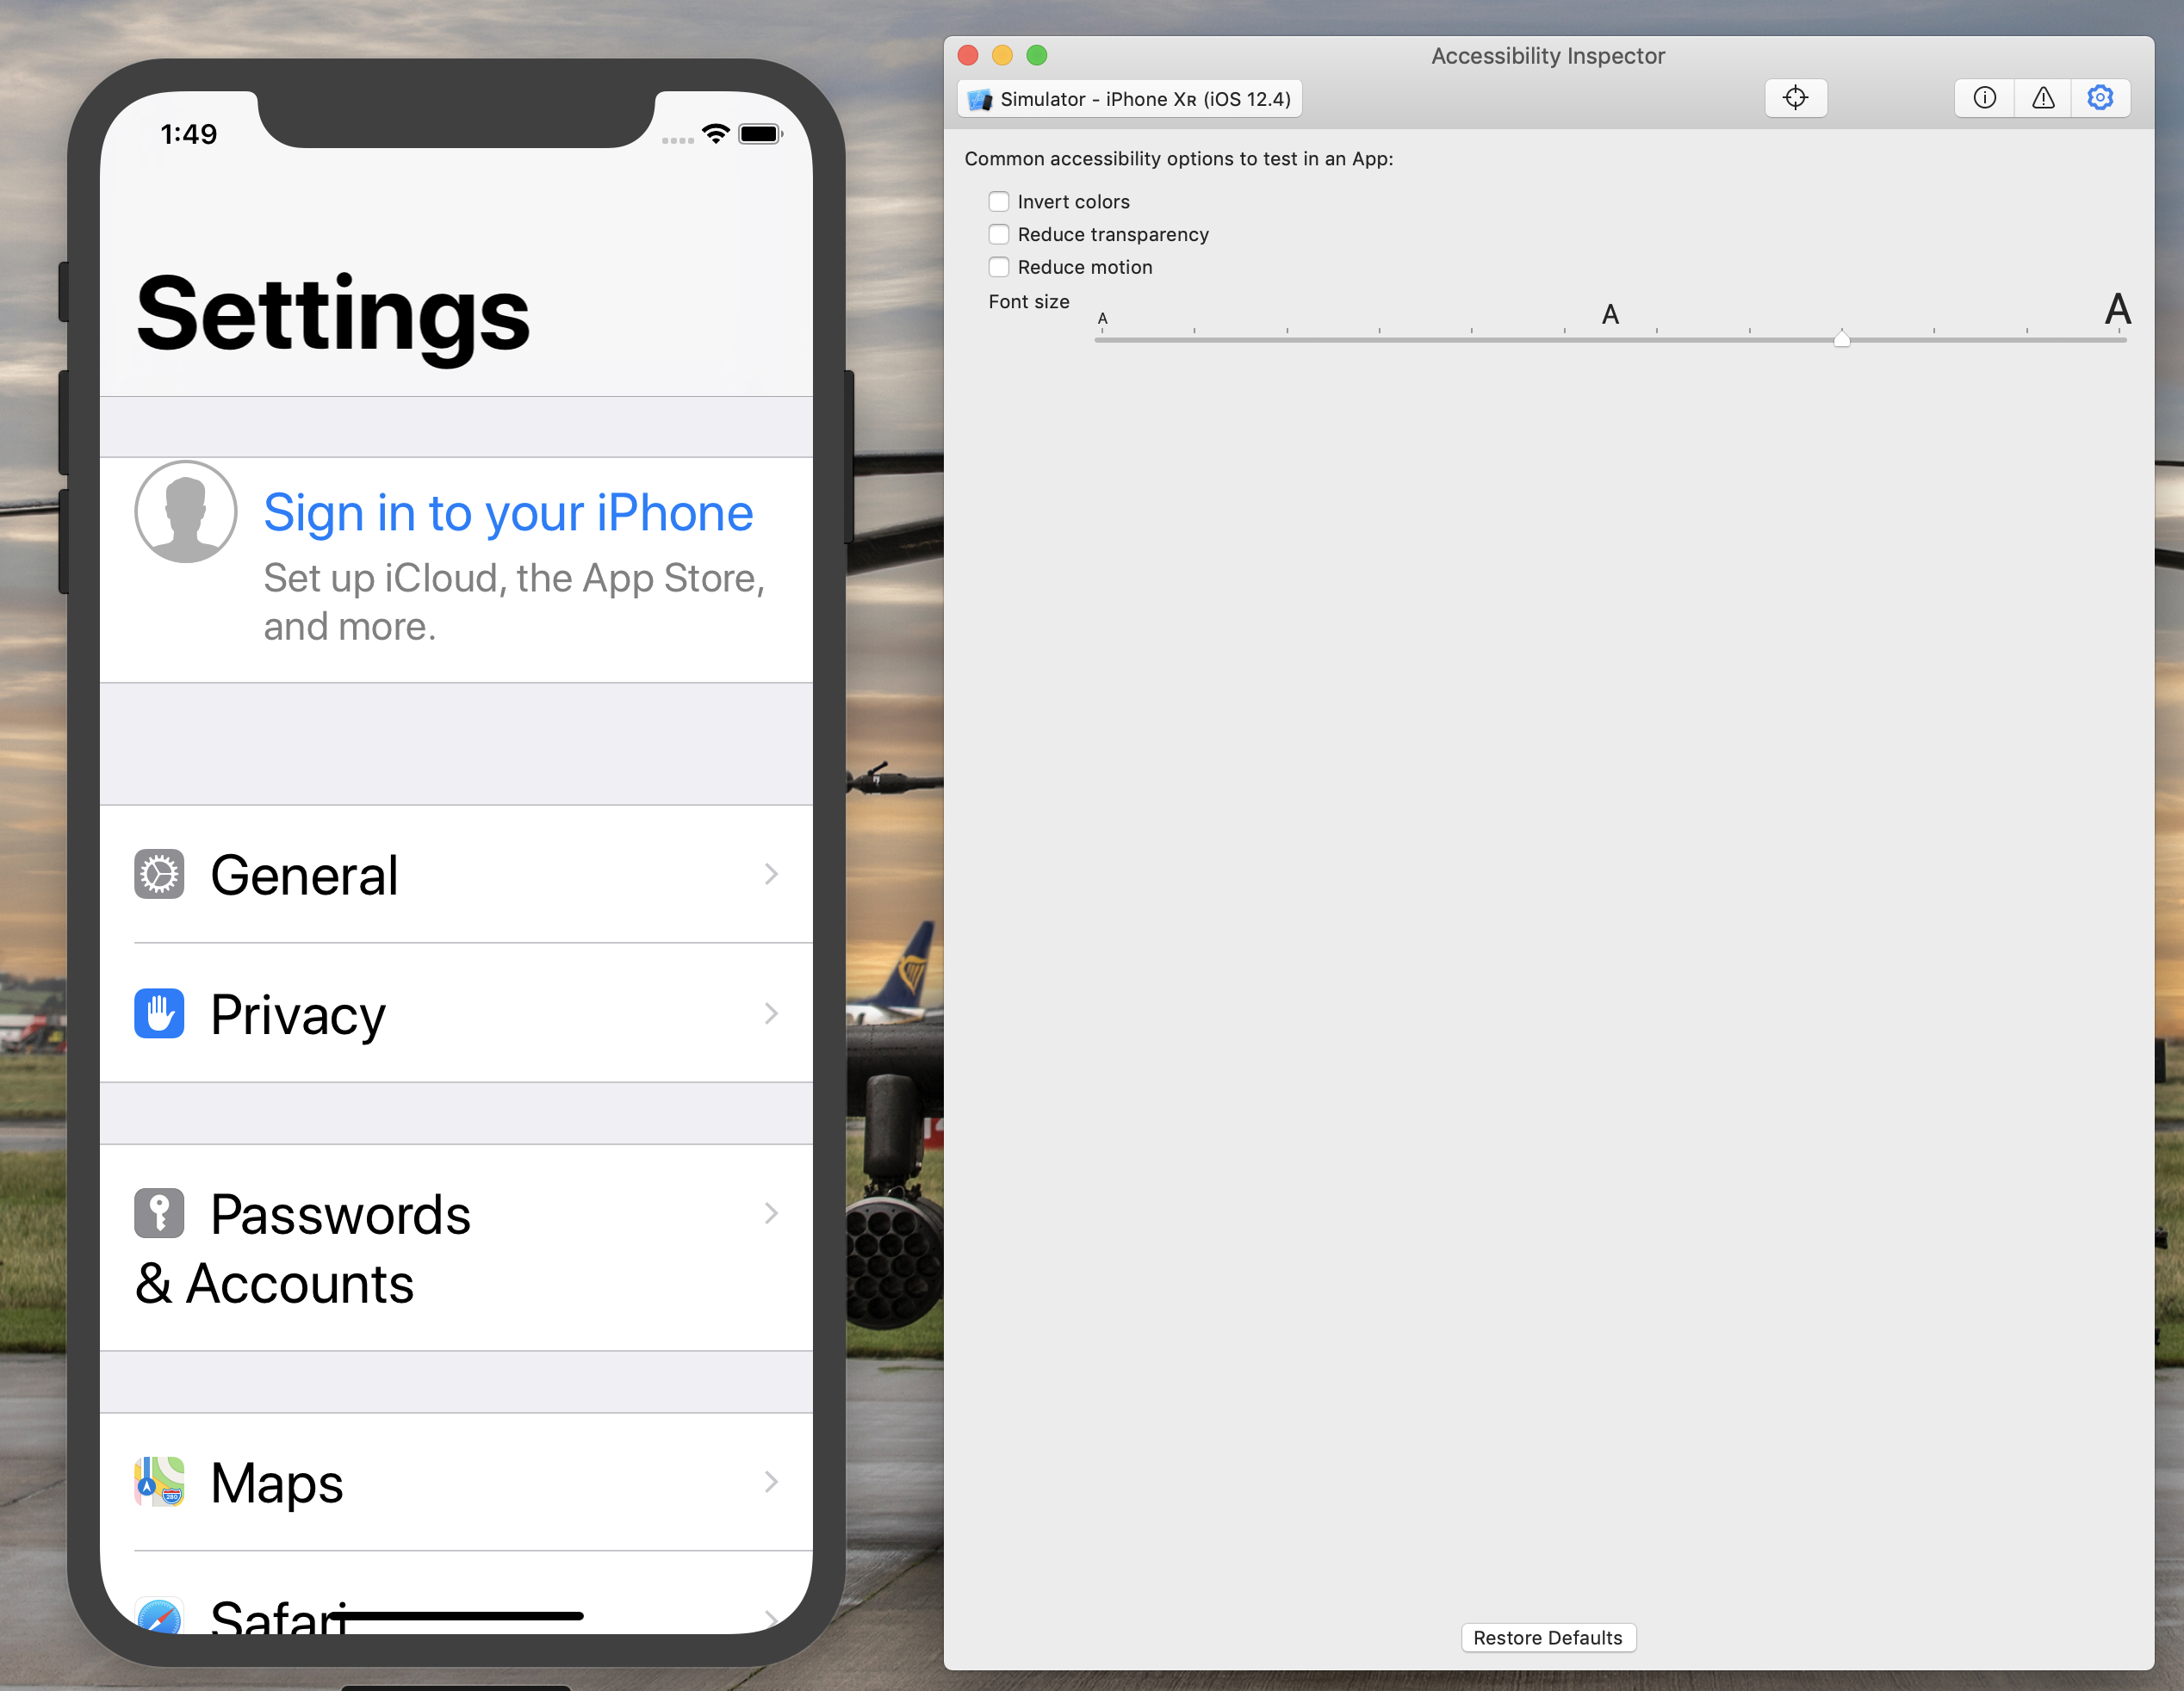 1:49
Settings
Sign in to your iPhone
Set up iCloud, the App Store,
and more.
General
Privacy
Passwords
& Accounts
Maps
Safari
Accessibility Inspector
Simulator - iPhone Xʀ (iOS 12.4)
Common accessibility options to test in an App:
Invert colors
Reduce transparency
Reduce motion
Font size
A A A
Restore Defaults